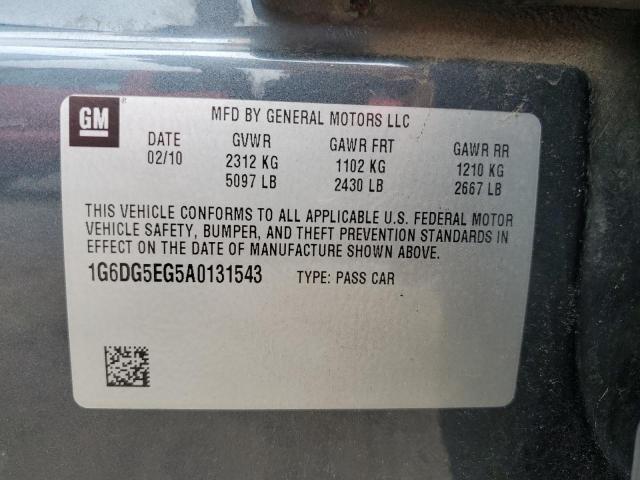 GM
MFD BY GENERAL MOTORS LLC
DATE GVWR GAWR FRT GAWR RR
02/10 2312 KG 1102 KG 1210 KG
5097 LB 2430 LB 2667 LB
THIS VEHICLE CONFORMS TO ALL APPLICABLE U.S. FEDERAL MOTOR
VEHICLE SAFETY, BUMPER, AND THEFT PREVENTION STANDARDS IN
EFFECT ON THE DATE OF MANUFACTURE SHOWN ABOVE.
1G6DG5EG5A0131543 TYPE: PASS CAR